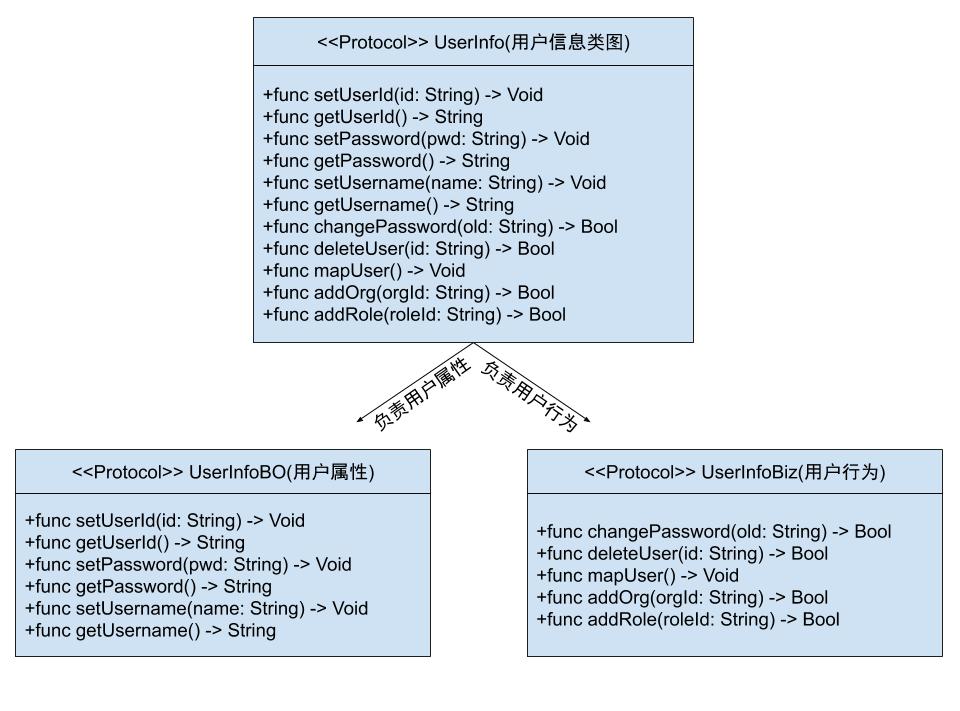 <<Protocol>> UserInfo(用户信息类图)
+func setUserId(id: String) -> Void
+func getUserId() -> String
+func setPassword(pwd: String) -> Void
+func getPassword() -> String
+func setUsername(name: String) -> Void
+func getUsername() -> String
+func changePassword(old: String) -> Bool
+func deleteUser(id: String) -> Bool
+func mapUser() -> Void
+func addOrg(orgId: String) -> Bool
+func addRole(roleId: String) -> Bool
负责用户属性
负责用户行为
<<Protocol>> UserInfoBO(用户属性)
+func setUserId(id: String) -> Void
+func getUserId() -> String
+func setPassword(pwd: String) -> Void
+func getPassword() -> String
+func setUsername(name: String) -> Void
+func getUsername() -> String
<<Protocol>> UserInfoBiz(用户行为)
+func changePassword(old: String) -> Bool
+func deleteUser(id: String) -> Bool
+func mapUser() -> Void
+func addOrg(orgId: String) -> Bool
+func addRole(roleId: String) -> Bool